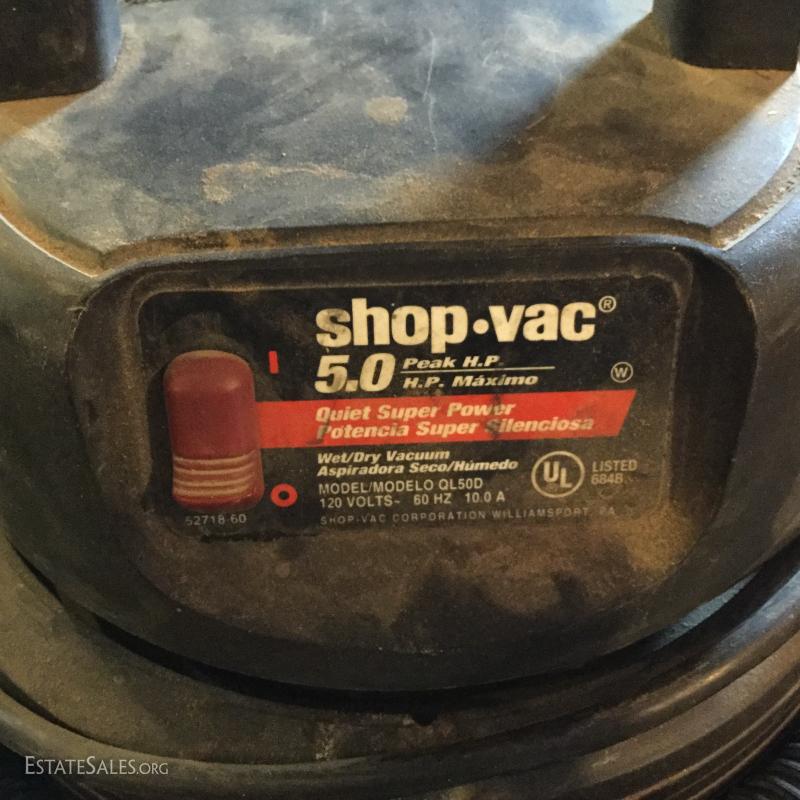 shop·vac®
5.0 Peak H.P.
H.P. Máximo
W
Quiet Super Power
Potencia Super Silenciosa
Wet/Dry Vacuum
Aspiradora Seco/Húmedo
MODEL/MODELO QL50D
120 VOLTS~ 60 HZ 10.0 A
UL LISTED
684B
SHOP-VAC CORPORATION WILLIAMSPORT, PA
I
O
52718-60
ESTATESALES.ORG